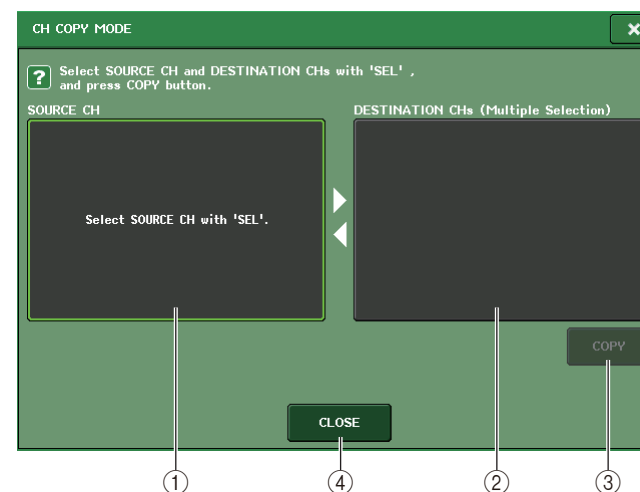 CH COPY MODE
Select SOURCE CH and DESTINATION CHs with 'SEL' ,
and press COPY button.
SOURCE CH
DESTINATION CHs (Multiple Selection)
Select SOURCE CH with 'SEL'.
COPY
CLOSE
① ④ ② ③